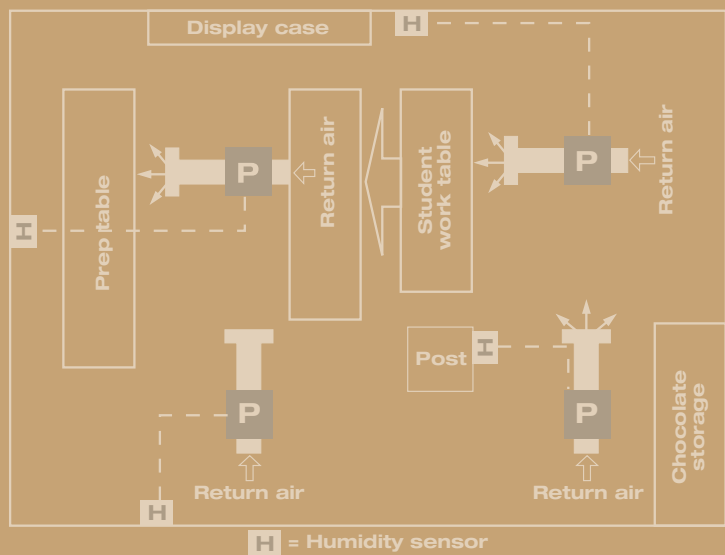 Display case
H
P
Return air
Student
work table
P
Return air
Prep table
H
Post
H
P
P
Chocolate
storage
Return air
Return air
H
H = Humidity sensor